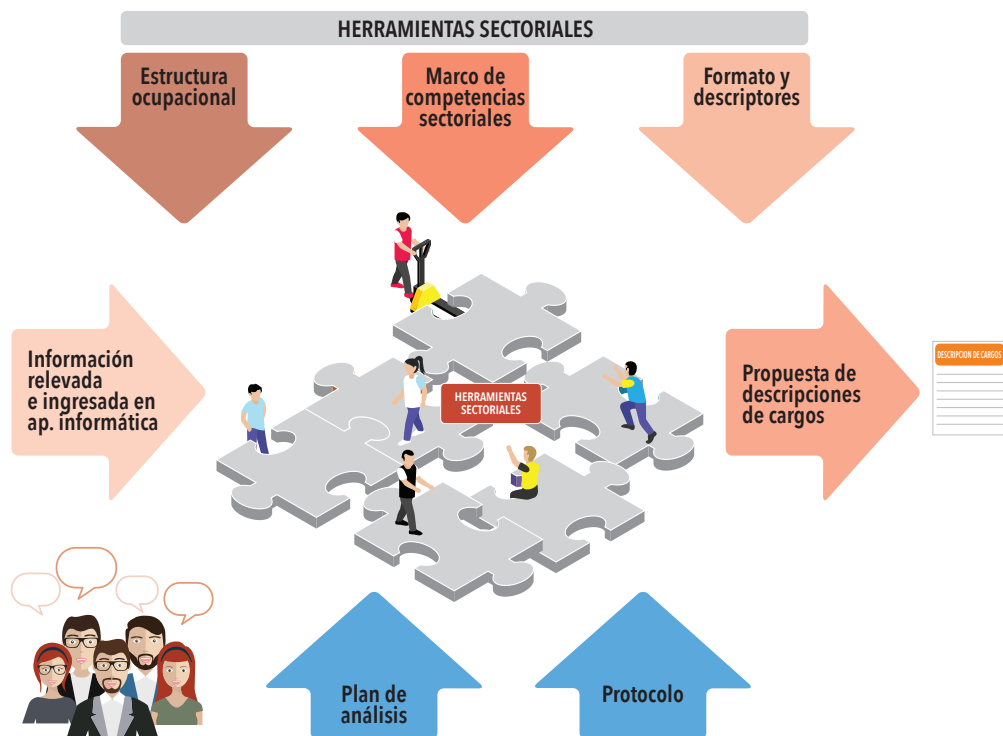 HERRAMIENTAS SECTORIALES
Estructura
ocupacional
Marco de
competencias
sectoriales
Formato y
descriptores
Información
relevada
e ingresada en
ap. informática
HERRAMIENTAS
SECTORIALES
Propuesta de
descripciones
de cargos
DESCRIPCION DE CARGOS
Plan de
análisis
Protocolo